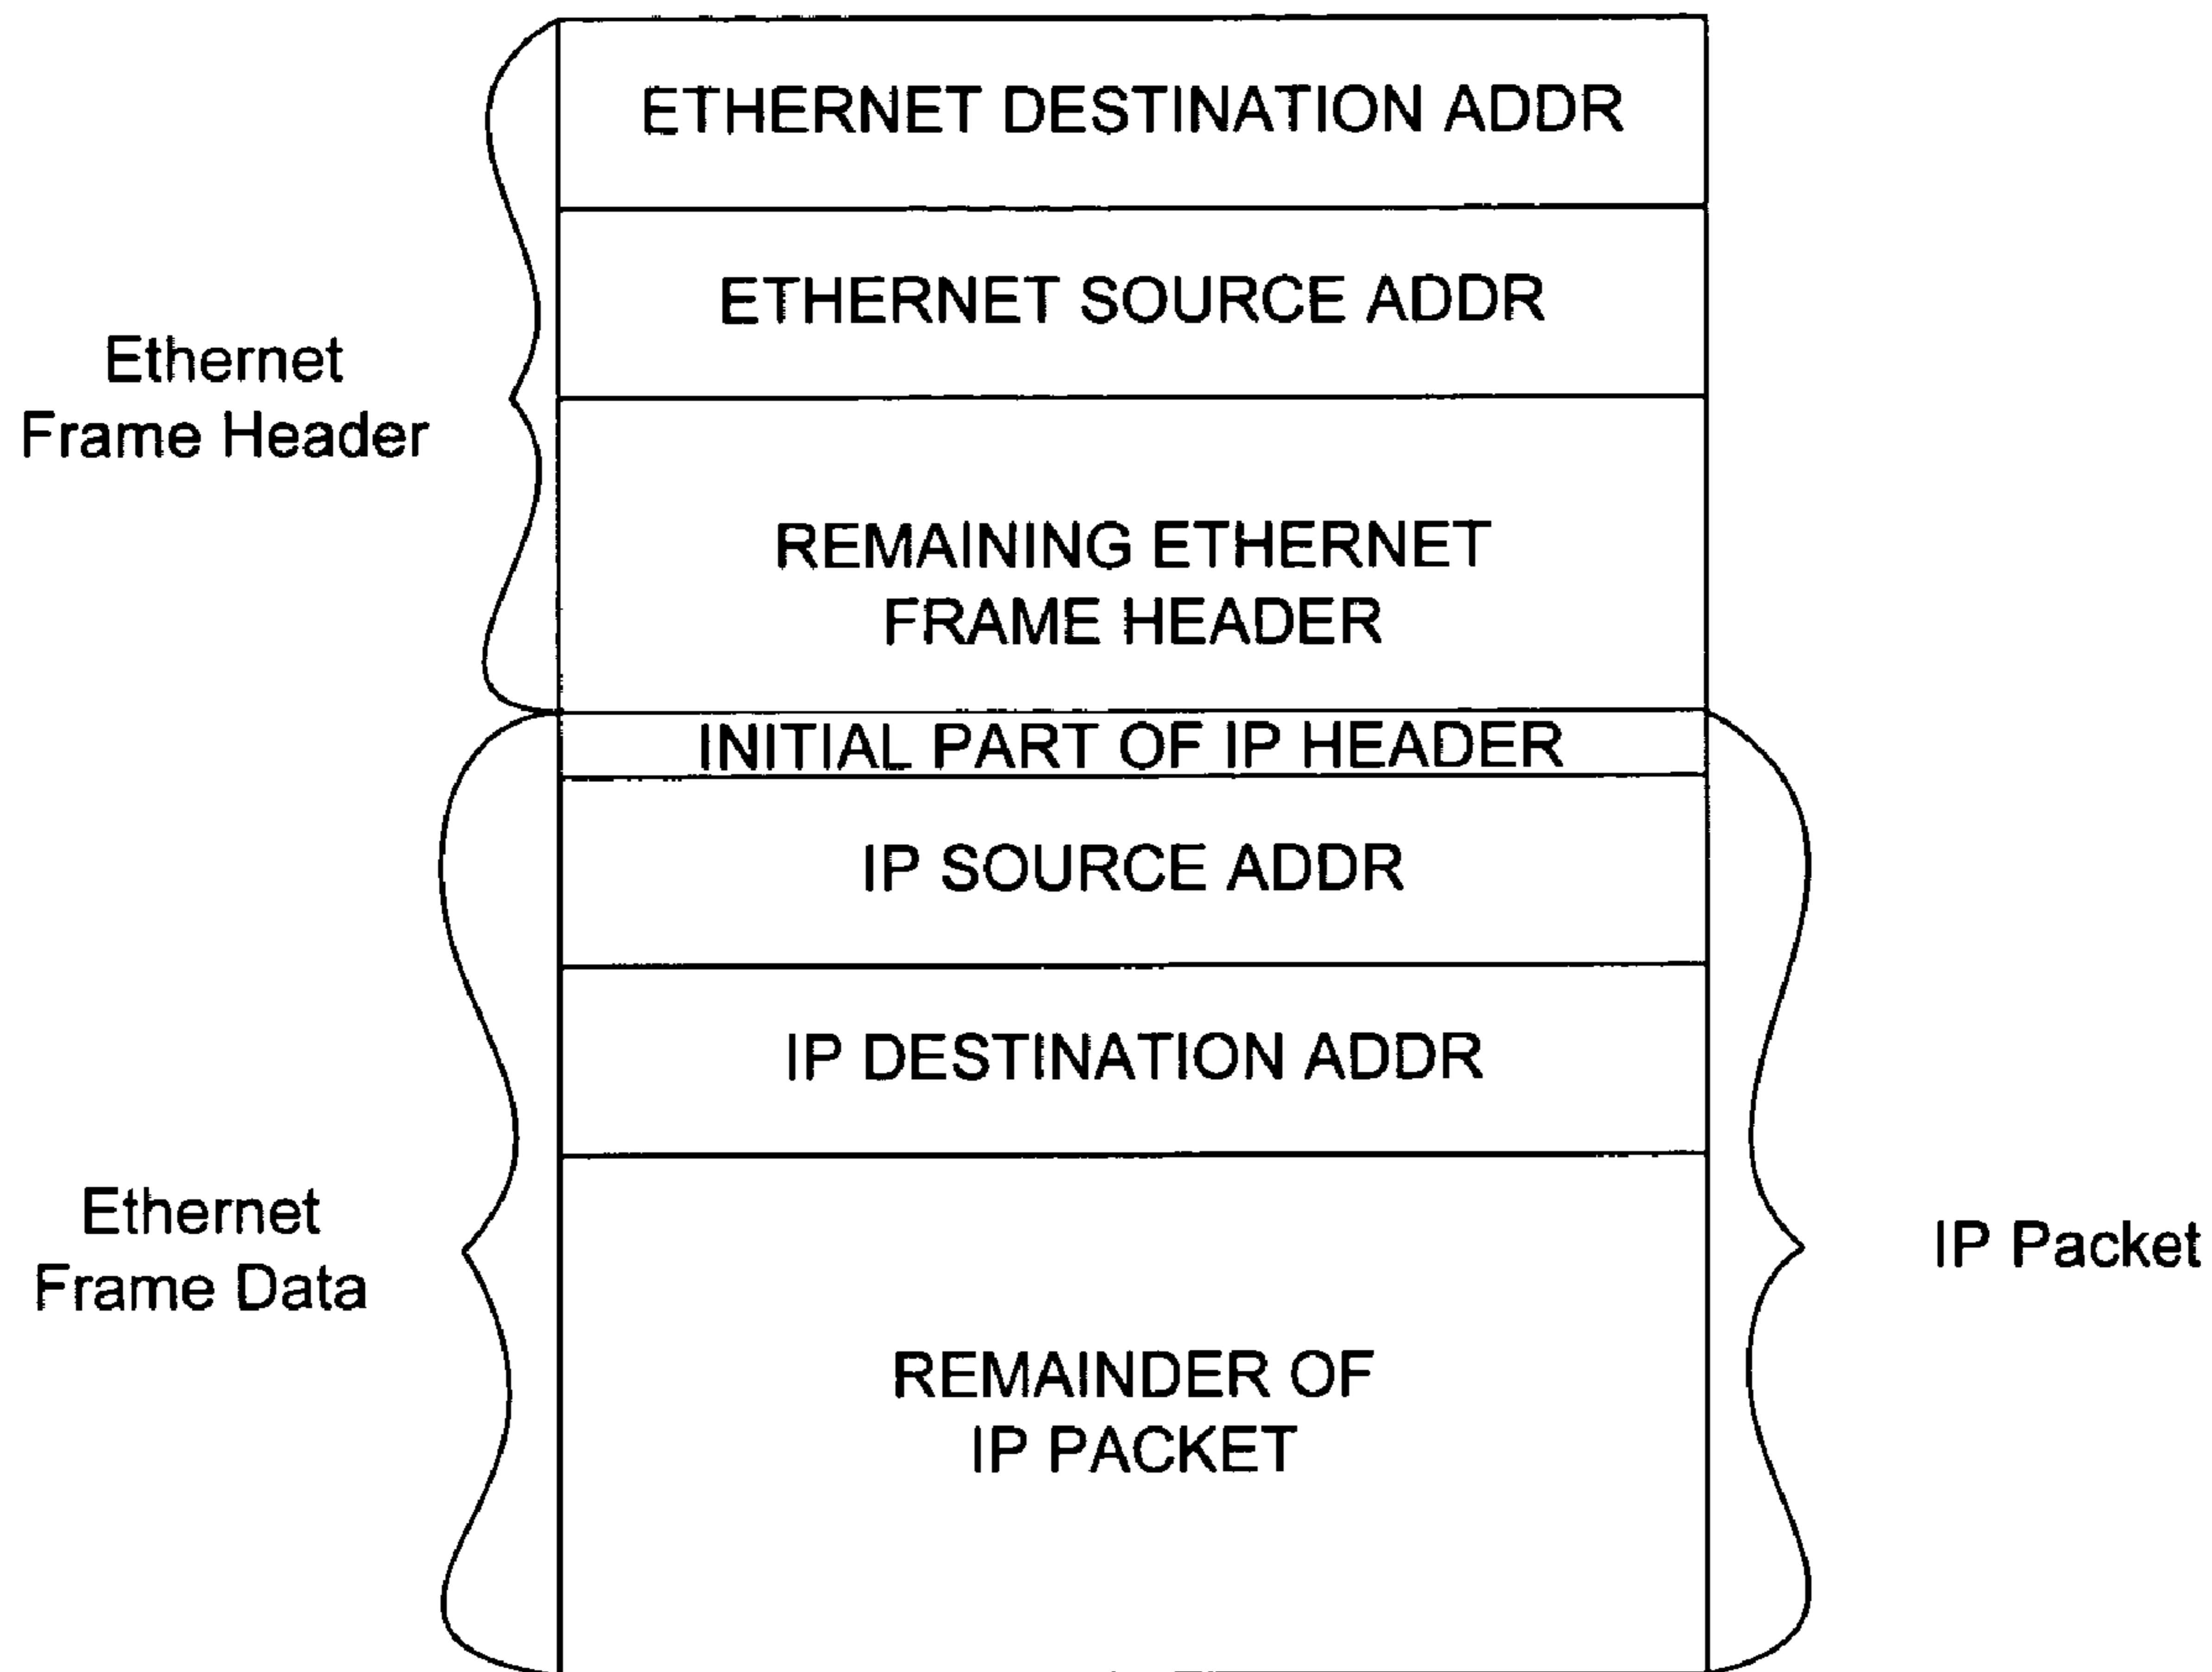 ETHERNET DESTINATION ADDR
ETHERNET SOURCE ADDR
Ethernet
Frame Header
REMAINING ETHERNET
FRAME HEADER
INITIAL PART OF IP HEADER
IP SOURCE ADDR
IP DESTINATION ADDR
Ethernet
Frame Data
IP Packet
REMAINDER OF
IP PACKET